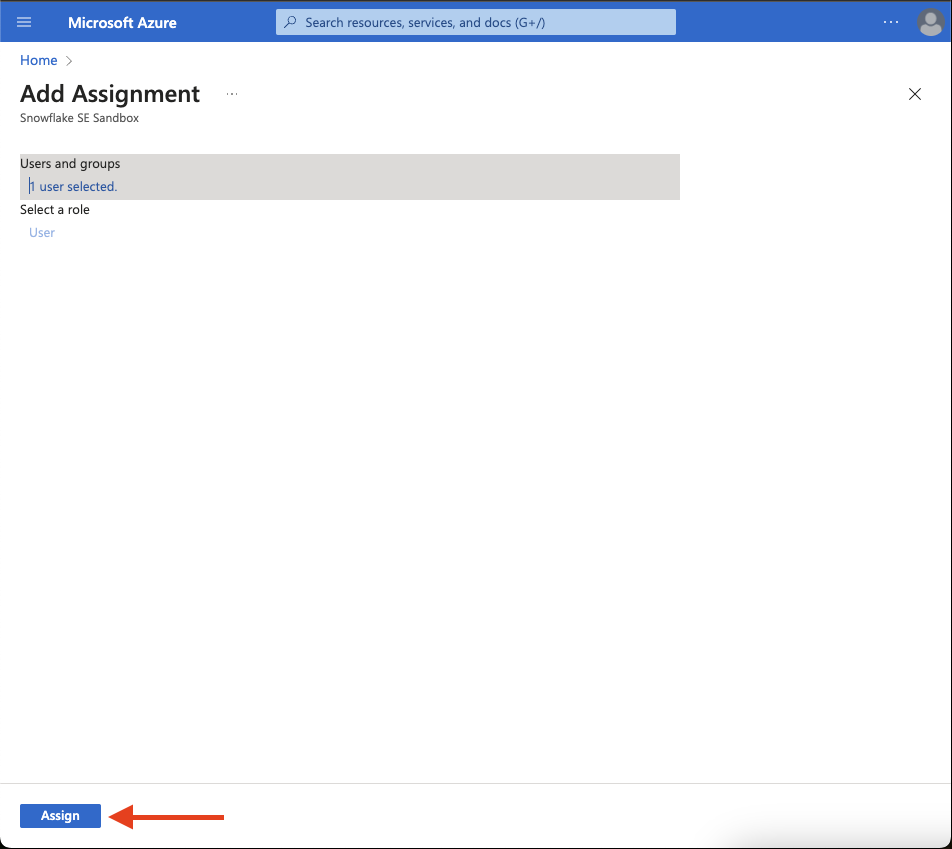 Microsoft Azure
Search resources, services, and docs (G+/)
...
Home >
Add Assignment ...
Snowflake SE Sandbox
Users and groups
1 user selected.
Select a role
User
Assign